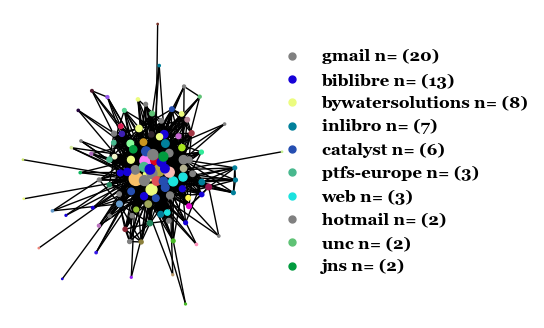 gmail n= (20)
biblibre n= (13)
bywatersolutions n= (8)
inlibro n= (7)
catalyst n= (6)
ptfs-europe n= (3)
web n= (3)
hotmail n= (2)
unc n= (2)
jns n= (2)